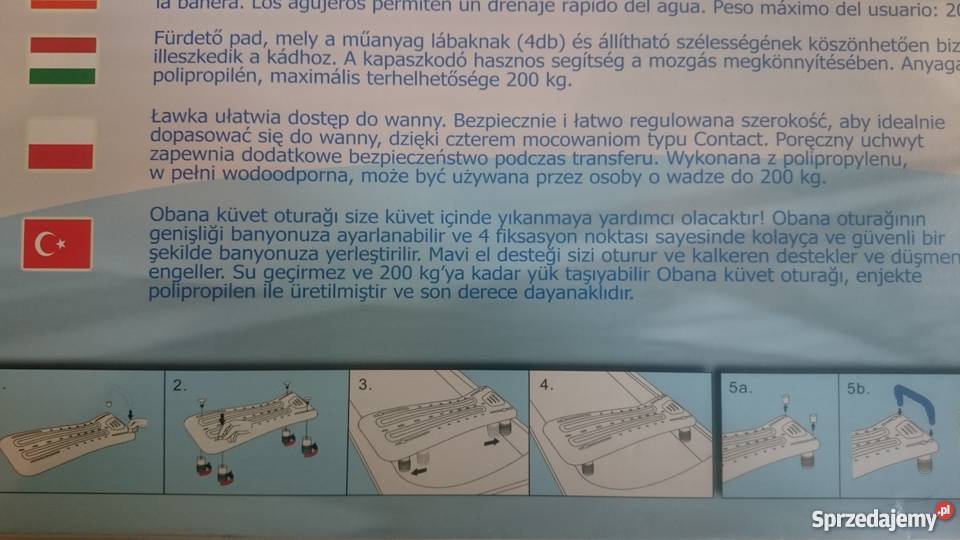 la bañera. Los agujeros permiten un drenaje rápido del agua. Peso máximo del usuario: 20
Fürdető pad, mely a műanyag lábaknak (4db) és állítható szélességének köszönhetően biz
illeszkedik a kádhoz. A kapaszkodó hasznos segítség a mozgás megkönnyítésében. Anyaga
polipropilén, maximális terhelhetősége 200 kg.
Ławka ułatwia dostęp do wanny. Bezpiecznie i łatwo regulowana szerokość, aby idealnie
dopasować się do wanny, dzięki czterem mocowaniom typu Contact. Poręczny uchwyt
zapewnia dodatkowe bezpieczeństwo podczas transferu. Wykonana z polipropylenu,
w pełni wodoodporna, może być używana przez osoby o wadze do 200 kg.
Obana küvet oturağı size küvet içinde yıkanmaya yardımcı olacaktır! Obana oturağının
genişliği banyonuza ayarlanabilir ve 4 fiksasyon noktası sayesinde kolayça ve güvenli bir
şekilde banyonuza yerleştirilir. Mavi el desteği sizi oturur ve kalkeren destekler ve düşmen
engeller. Su geçirmez ve 200 kg'ya kadar yük taşıyabilir Obana küvet oturağı, enjekte
polipropilen ile üretilmiştir ve son derece dayanaklıdır.
2. 3. 4. 5a. 5b.
Sprzedajemy.pl